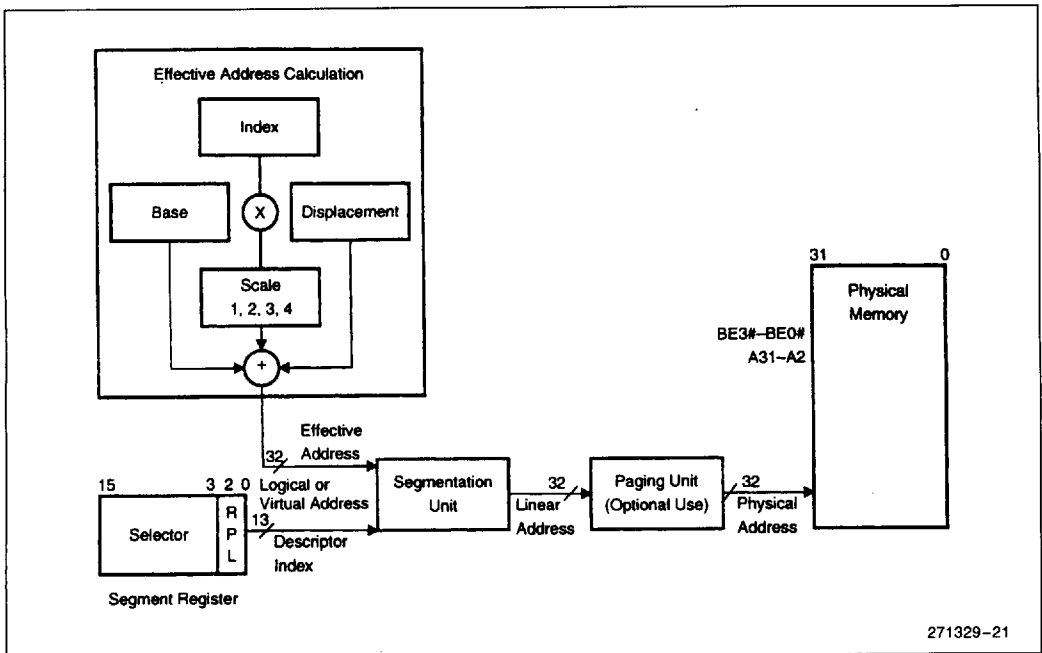 Effective Address Calculation
Index
Base
X
Displacement
Scale
1, 2, 3, 4
+
31 0
Physical
Memory
BE3#–BE0#
A31–A2
Effective
Address
32
Logical or
Virtual Address
15 3 2 0
Selector
R
P
L
13
Descriptor
Index
Segment Register
Segmentation
Unit
32
Linear
Address
Paging Unit
(Optional Use)
32
Physical
Address
271329–21